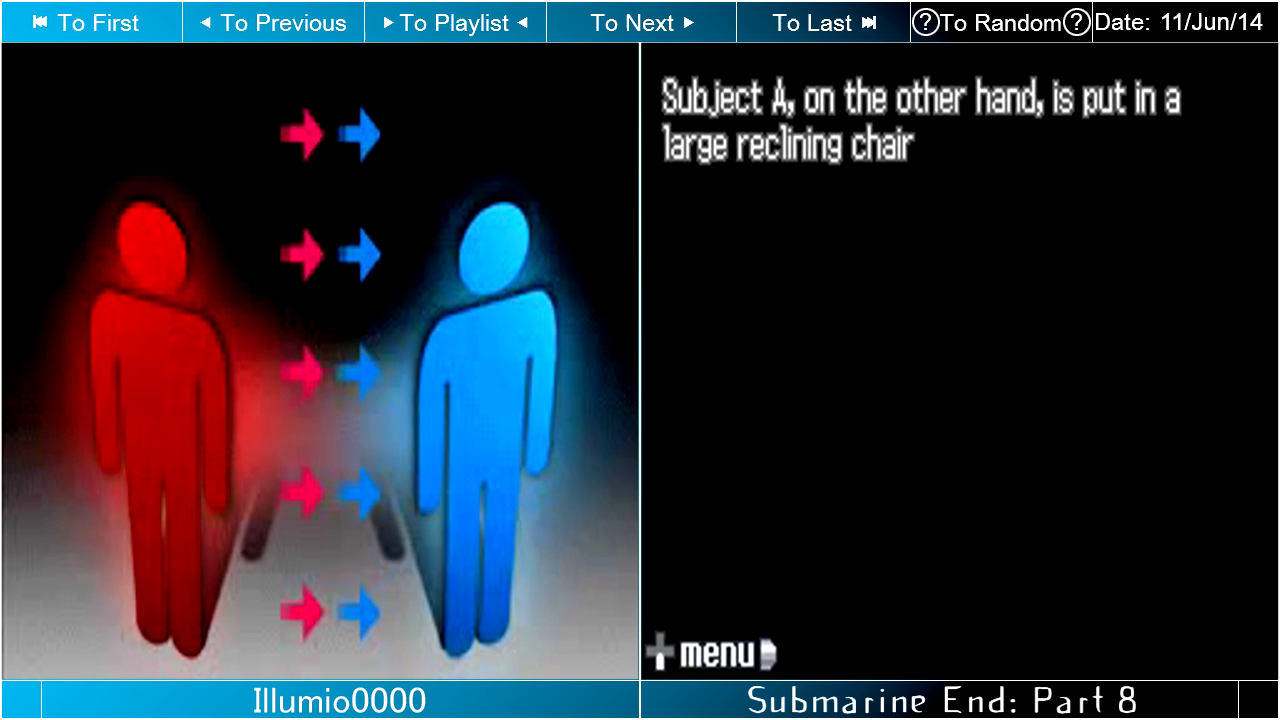 To First
To Previous
To Playlist
To Next
To Last
?To Random?
Date: 11/Jun/14
Subject A, on the other hand, is put in a
large reclining chair
menu
Illumio0000
Submarine End: Part 8